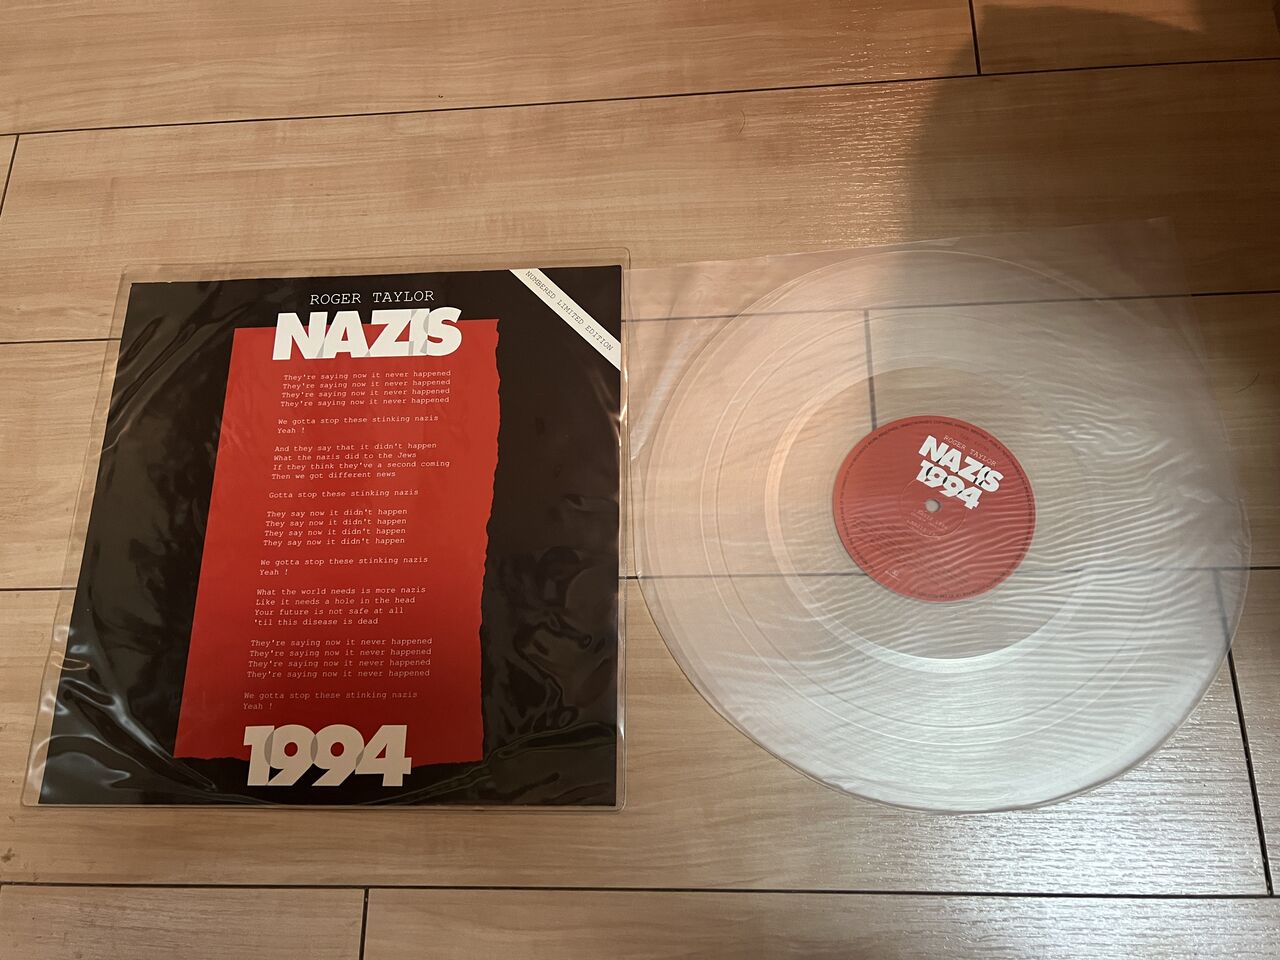 ROGER TAYLOR
NAZIS
NUMBERED LIMITED EDITION
They're saying now it never happened
They're saying now it never happened
They're saying now it never happened
They're saying now it never happened
We gotta stop these stinking nazis
Yeah !
And they say that it didn't happen
What the nazis did to the Jews
If they think they've a second coming
Then we got different news
Gotta stop these stinking nazis
They say now it didn't happen
They say now it didn't happen
They say now it didn't happen
They say now it didn't happen
We gotta stop these stinking nazis
Yeah !
What the world needs is more nazis
Like it needs a hole in the head
Your future is not safe at all
'til this disease is dead
They're saying now it never happened
They're saying now it never happened
They're saying now it never happened
They're saying now it never happened
We gotta stop these stinking nazis
Yeah !
1994
ROGER TAYLOR
NAZIS
1994